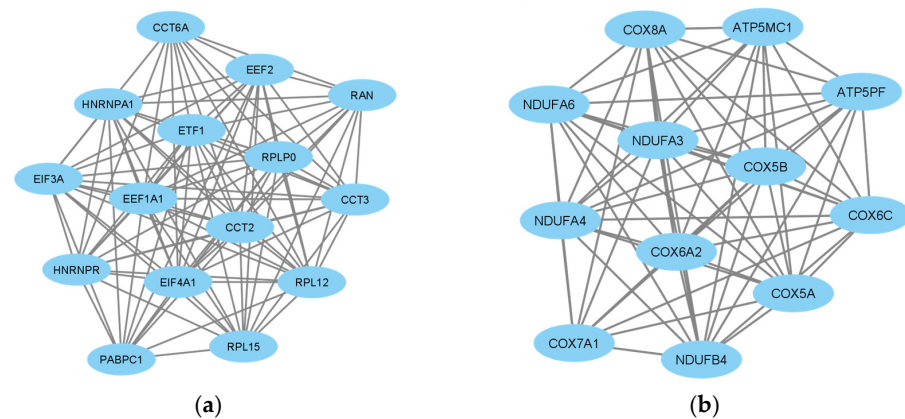 CCT6A
EEF2
RAN
HNRNPA1
ETF1
RPLP0
EIF3A
EEF1A1
CCT3
CCT2
HNRNPR
EIF4A1
RPL12
RPL15
PABPC1
(a)
COX8A
ATP5MC1
ATP5PF
NDUFA6
NDUFA3
COX5B
NDUFA4
COX6C
COX6A2
COX5A
COX7A1
NDUFB4
(b)